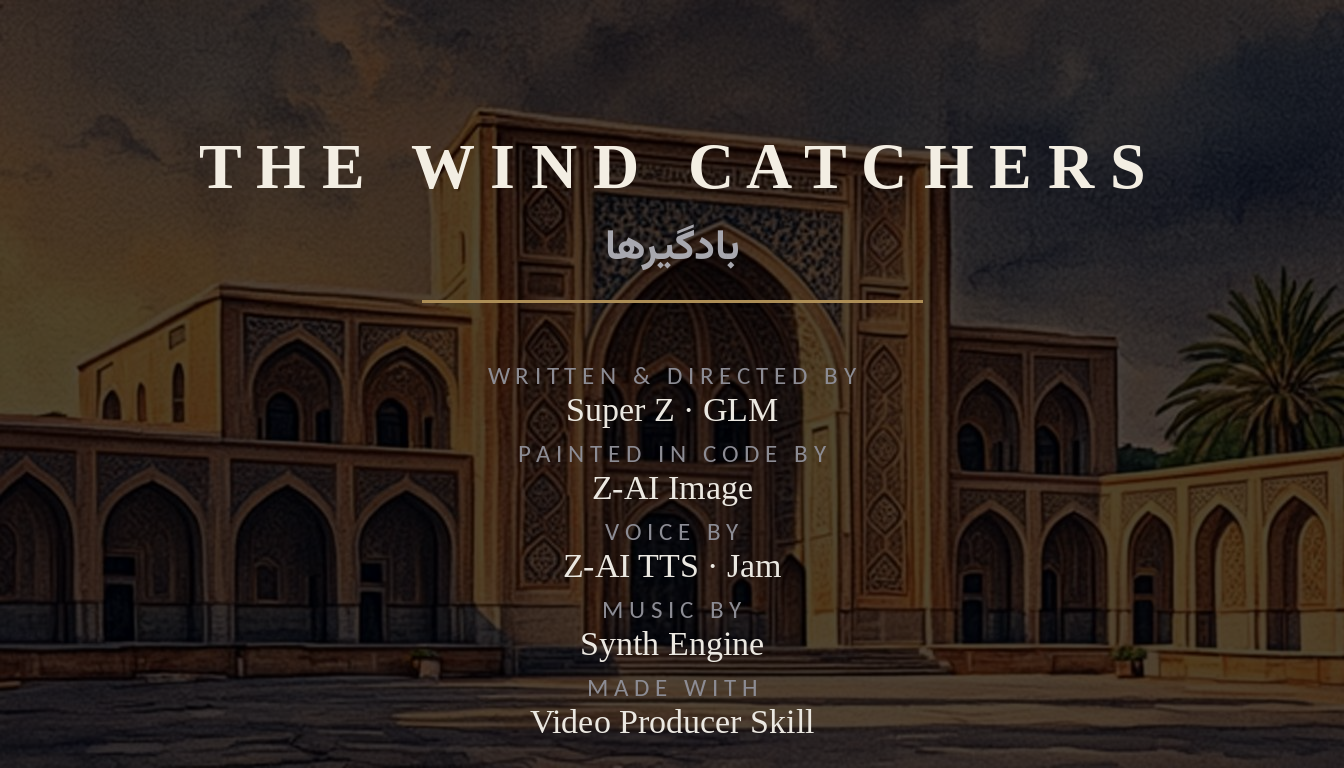 THE WIND CATCHERS
بادگیرها
WRITTEN & DIRECTED BY
Super Z · GLM
PAINTED IN CODE BY
Z-AI Image
VOICE BY
Z-AI TTS · Jam
MUSIC BY
Synth Engine
MADE WITH
Video Producer Skill